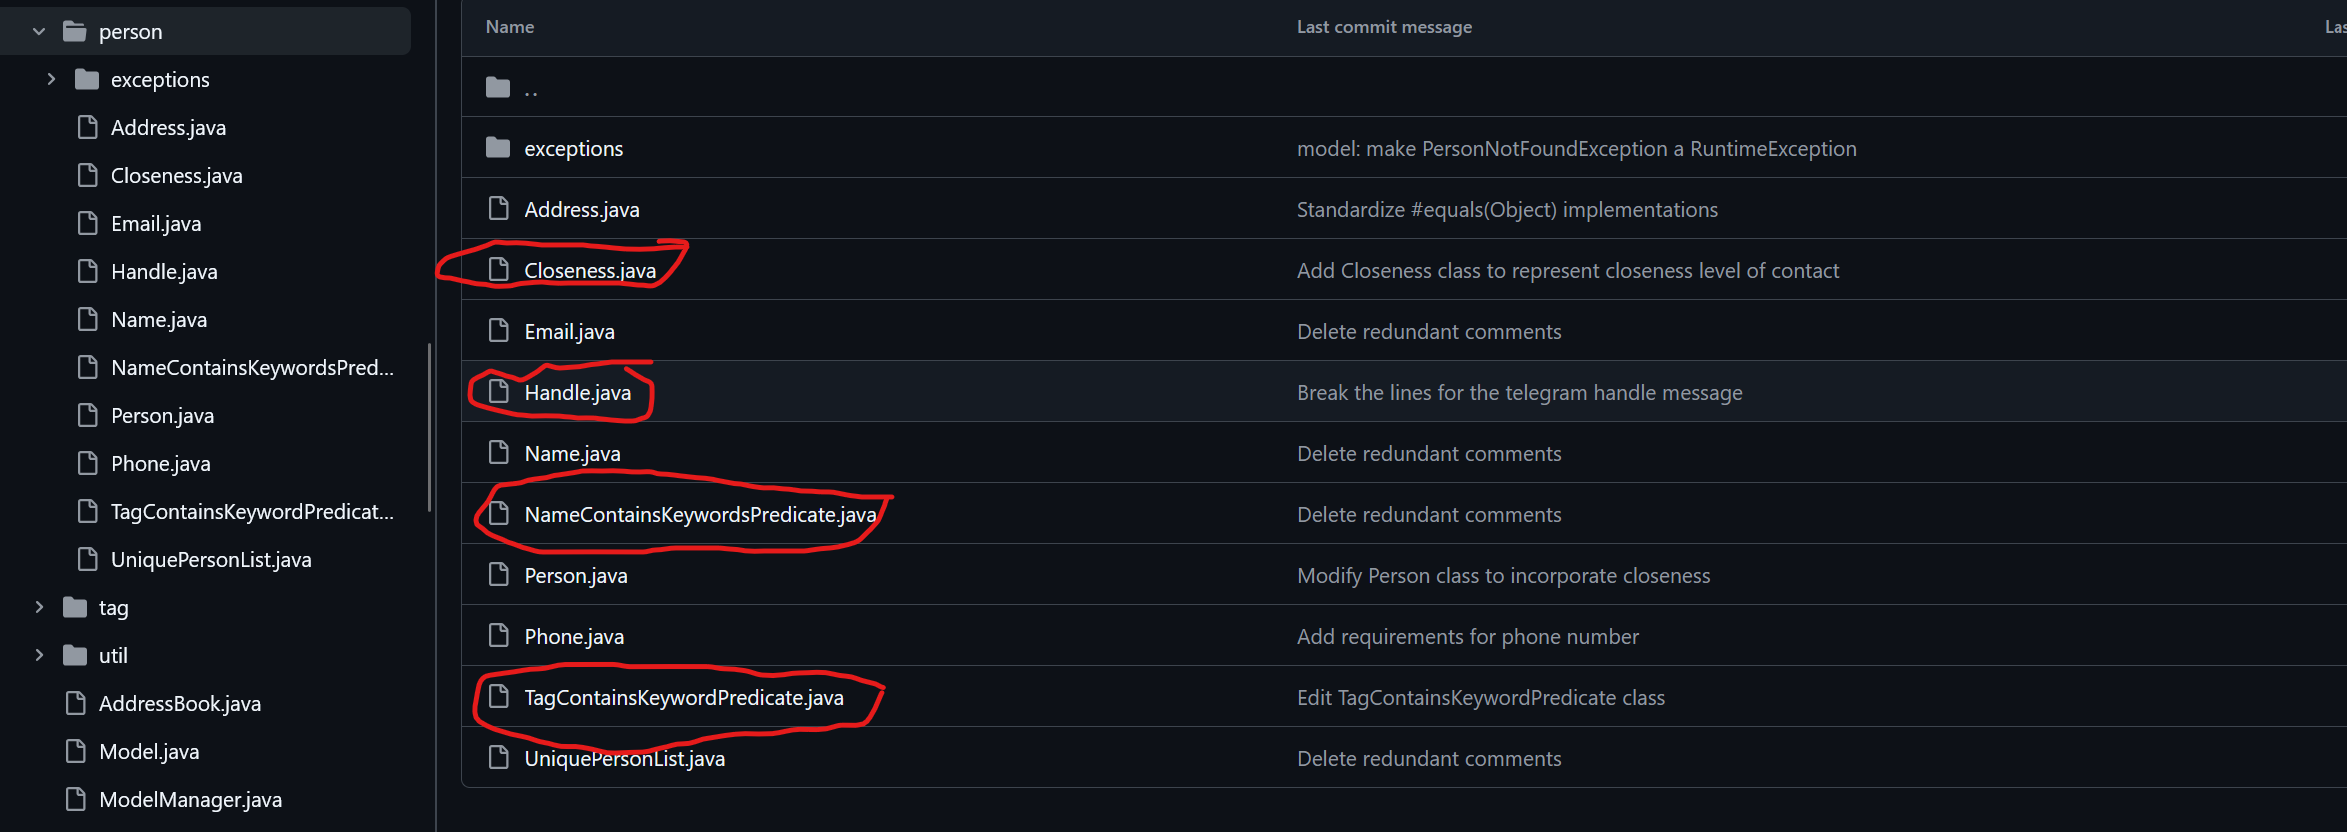 person
exceptions
Address.java
Closeness.java
Email.java
Handle.java
Name.java
NameContainsKeywordsPred...
Person.java
Phone.java
TagContainsKeywordPredicat...
UniquePersonList.java
tag
util
AddressBook.java
Model.java
ModelManager.java
Name Last commit message Las
..
exceptions model: make PersonNotFoundException a RuntimeException
Address.java Standardize #equals(Object) implementations
Closeness.java Add Closeness class to represent closeness level of contact
Email.java Delete redundant comments
Handle.java Break the lines for the telegram handle message
Name.java Delete redundant comments
NameContainsKeywordsPredicate.java Delete redundant comments
Person.java Modify Person class to incorporate closeness
Phone.java Add requirements for phone number
TagContainsKeywordPredicate.java Edit TagContainsKeywordPredicate class
UniquePersonList.java Delete redundant comments